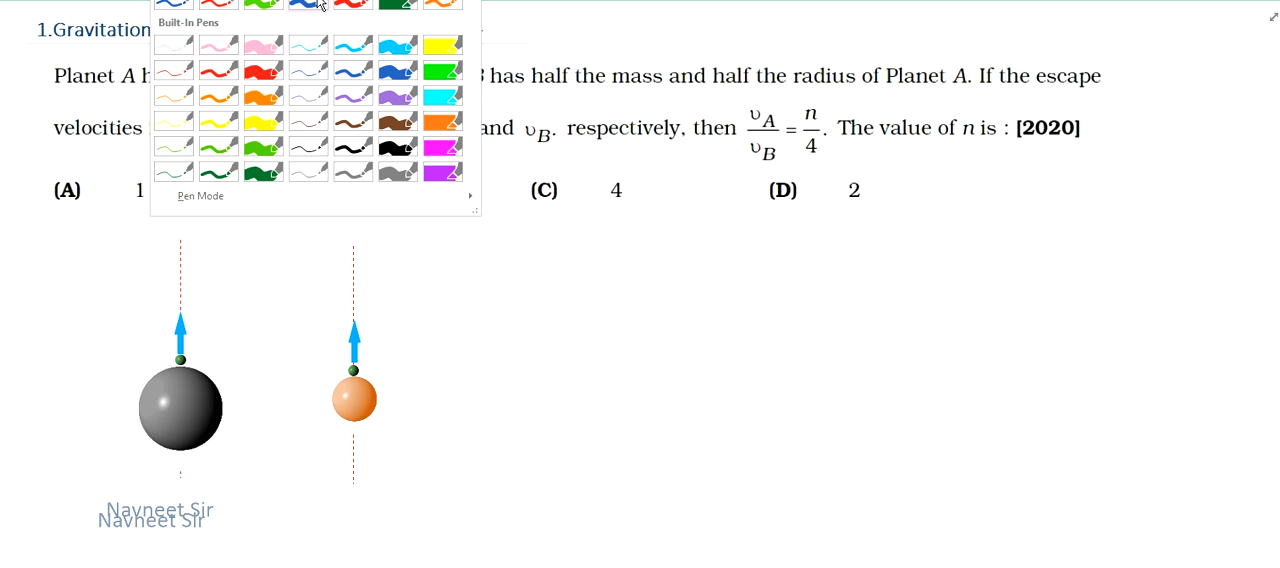 Built-In Pens
1.Gravitation
Planet A has half the mass and half the radius of Planet A. If the escape
velocities and υB. respectively, then υA/υB = n/4. The value of n is : [2020]
(A) 1 (C) 4 (D) 2
Pen Mode
Navneet Sir
Navneet Sir